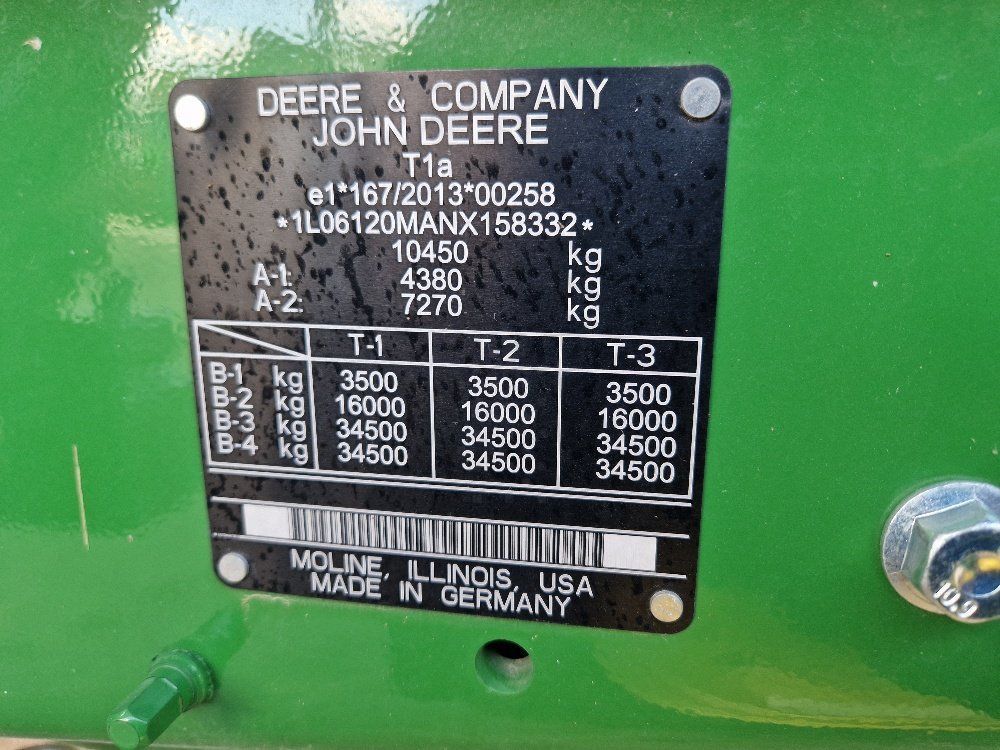 DEERE & COMPANY
JOHN DEERE
T1a
e1*167/2013*00258
*1L06120MANX158332*
10450 kg
A-1: 4380 kg
A-2: 7270 kg
T-1 T-2 T-3
B-1 kg 3500 3500 3500
B-2 kg 16000 16000 16000
B-3 kg 34500 34500 34500
B-4 kg 34500 34500 34500
MOLINE, ILLINOIS, USA
MADE IN GERMANY
10.9